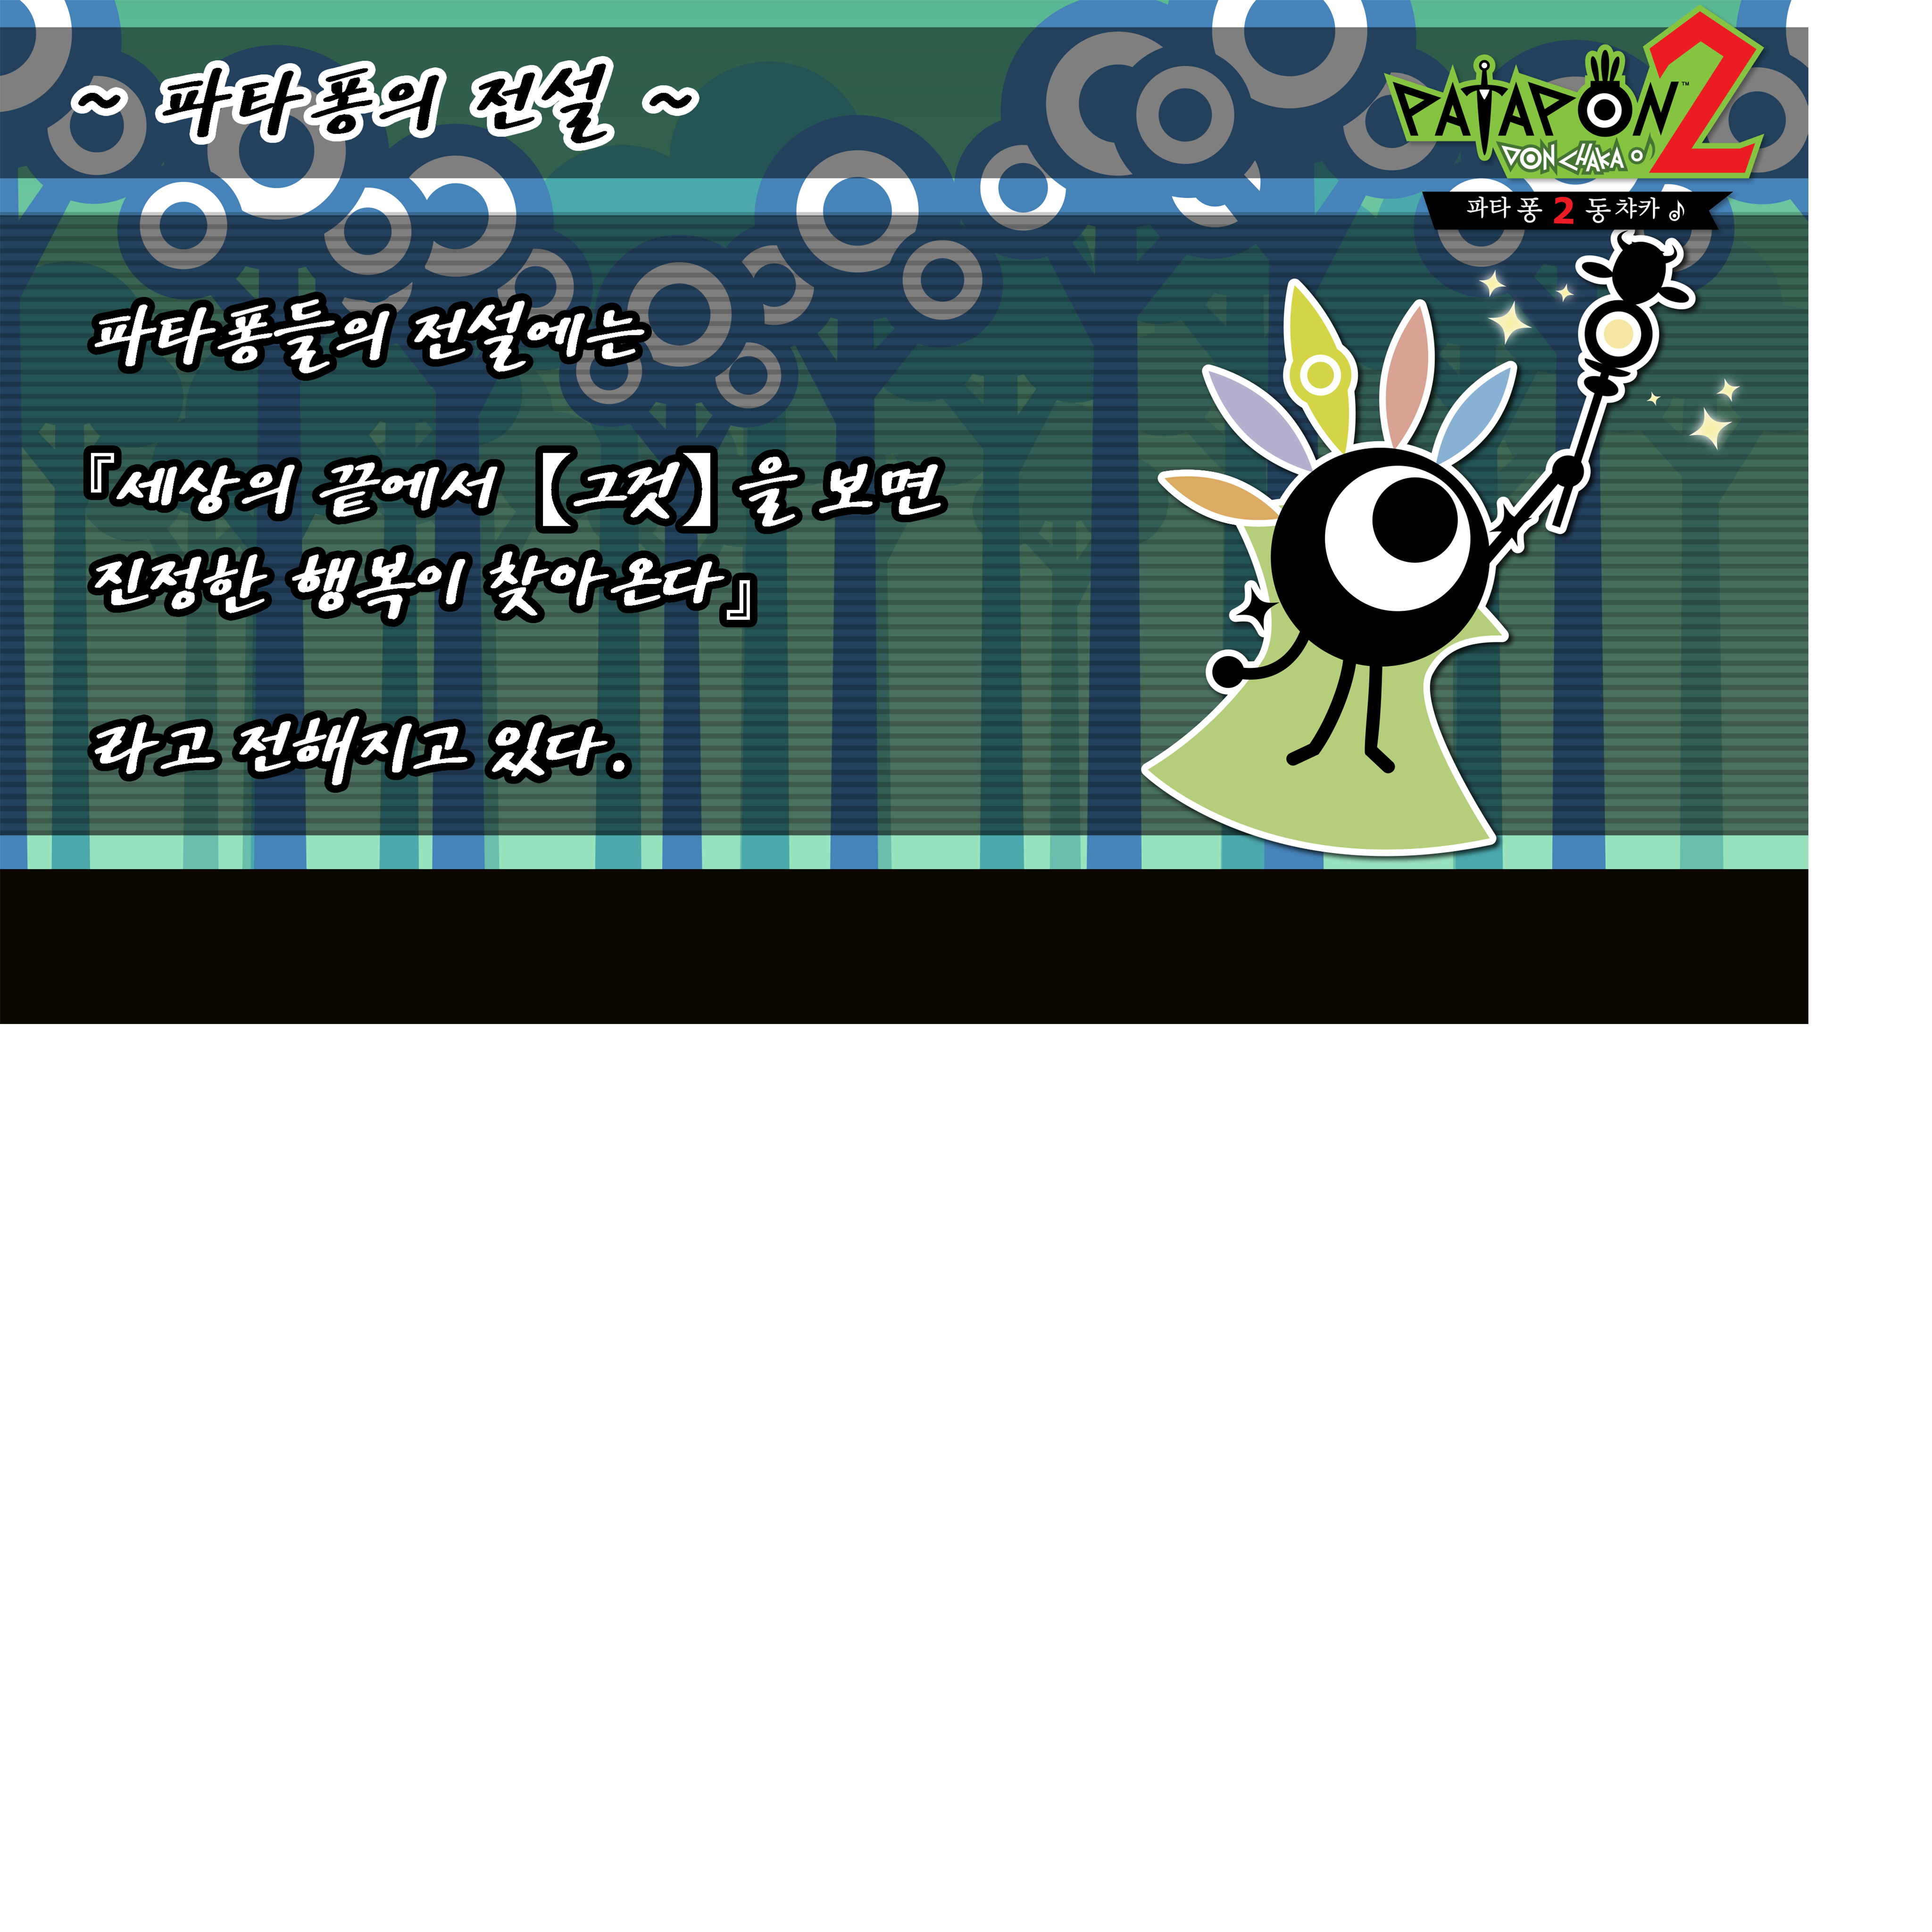 ~ 파타퐁의 전설 ~
PATAPON 2™
DON CHAKA ♪
파타퐁 2 동챠카 ♪
파타퐁들의 전설에는
『세상의 끝에서 【그것】을 보면
진정한 행복이 찾아온다』
라고 전해지고 있다.